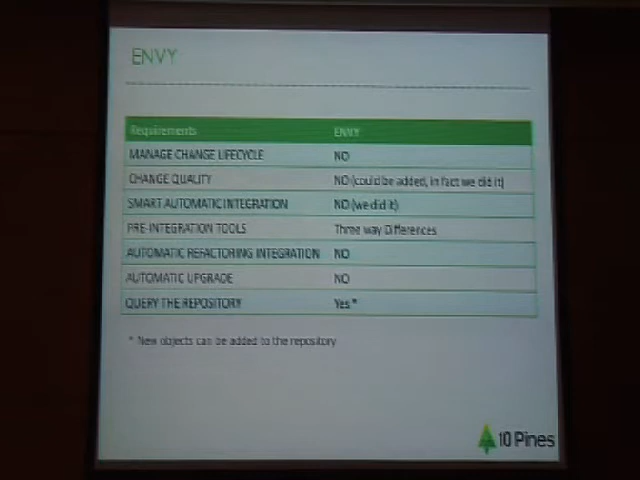 ENVY
Requirements ENVY
MANAGE CHANGE LIFECYCLE NO
CHANGE QUALITY NO (could be added, in fact we did it)
SMART AUTOMATIC INTEGRATION NO (we did it)
PRE-INTEGRATION TOOLS Three way Differences
AUTOMATIC REFACTORING INTEGRATION NO
AUTOMATIC UPGRADE NO
QUERY THE REPOSITORY Yes *
* New objects can be added to the repository
10 Pines